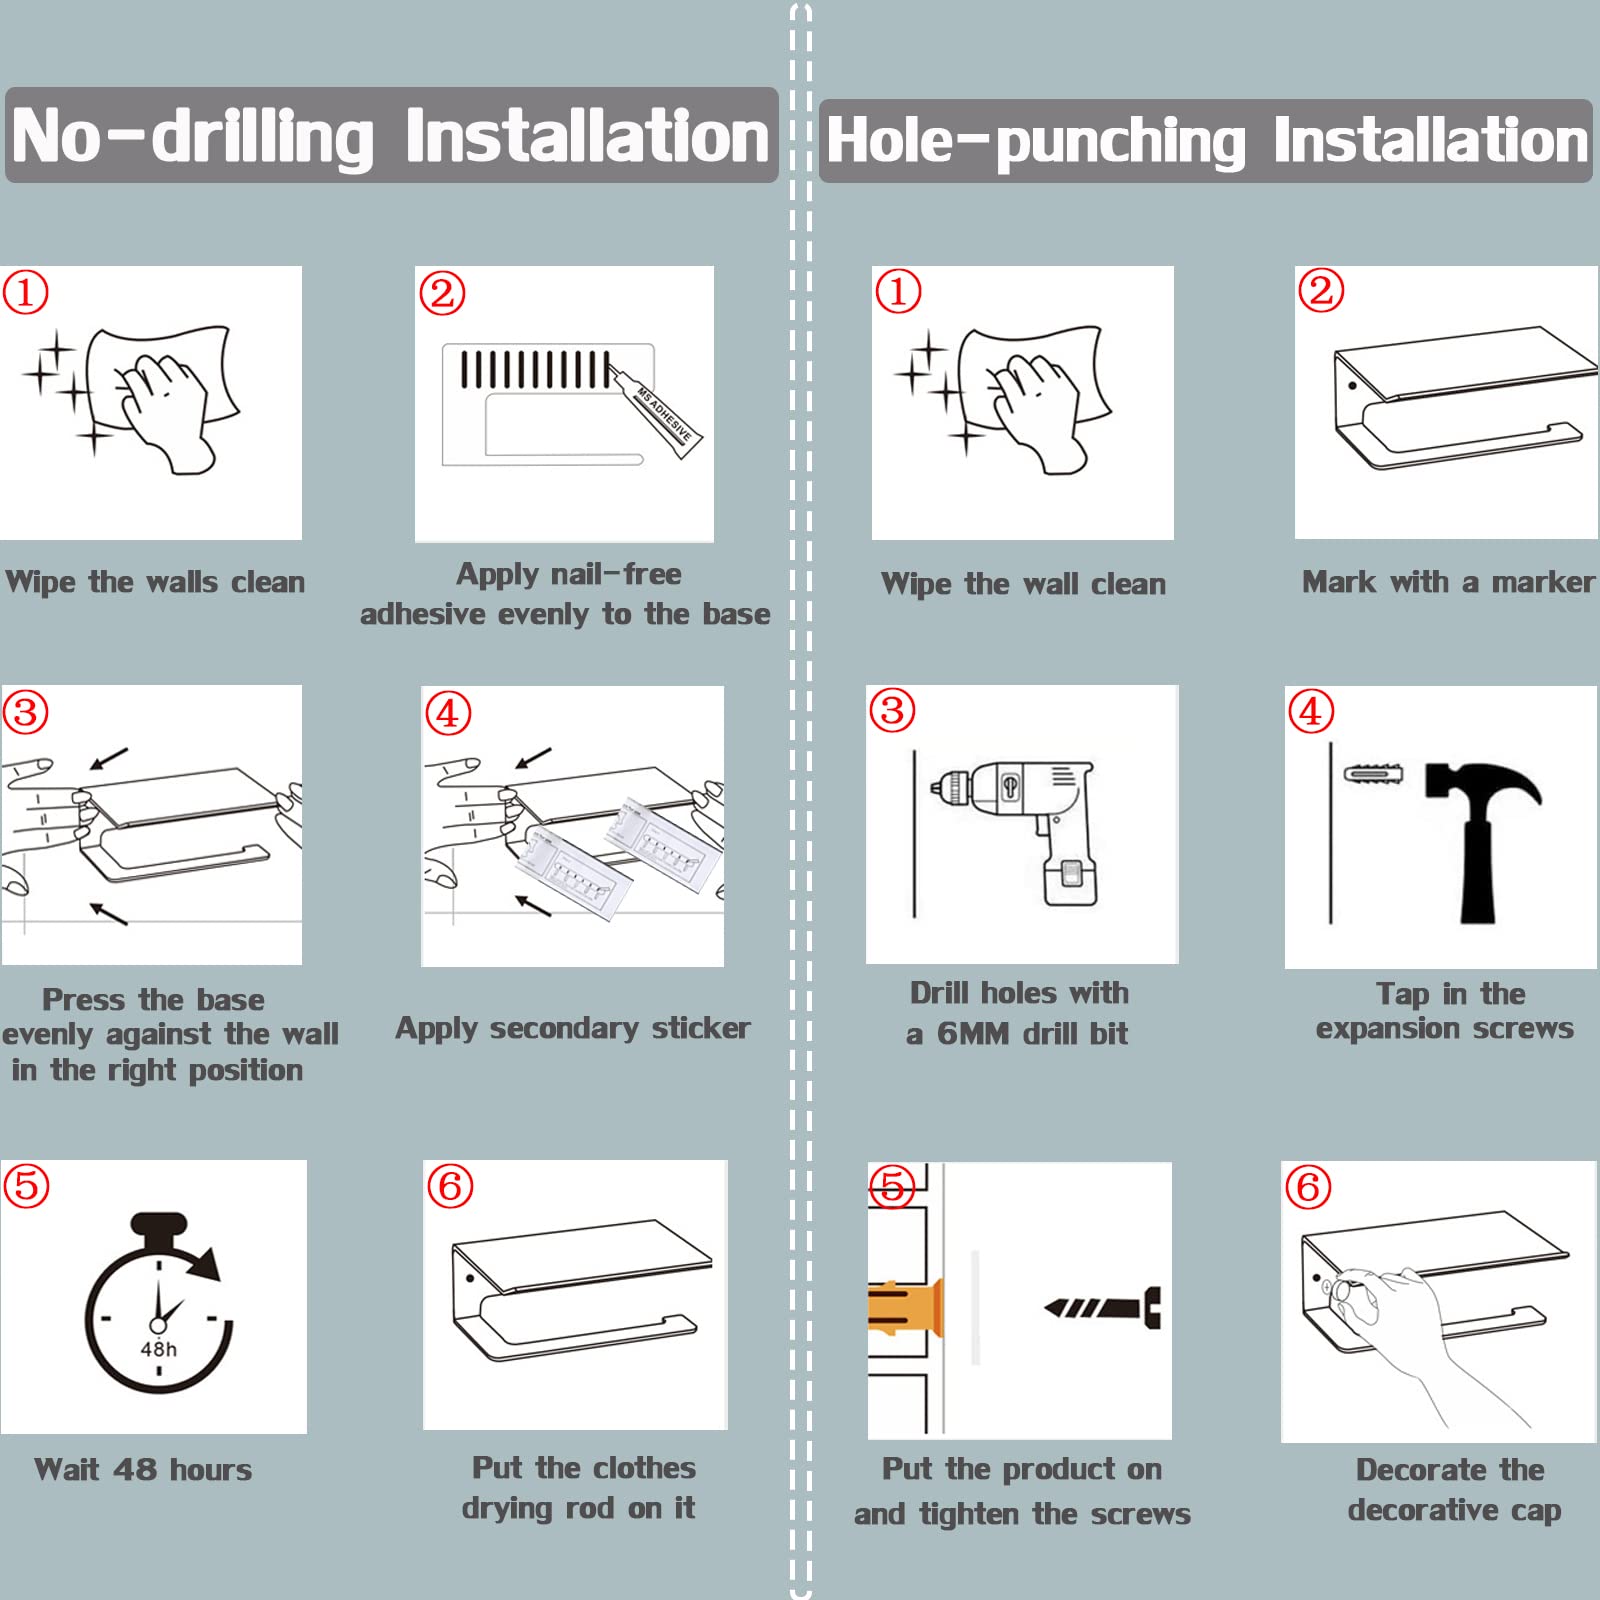 No-drilling Installation
①
②
MS ADHESIVE
Wipe the walls clean
Apply nail-free
adhesive evenly to the base
③
④
Press the base
evenly against the wall
in the right position
Apply secondary sticker
⑤
48h
⑥
Wait 48 hours
Put the clothes
drying rod on it
Hole-punching Installation
①
②
Wipe the wall clean
Mark with a marker
③
④
Drill holes with
a 6MM drill bit
Tap in the
expansion screws
⑤
⑥
Put the product on
and tighten the screws
Decorate the
decorative cap